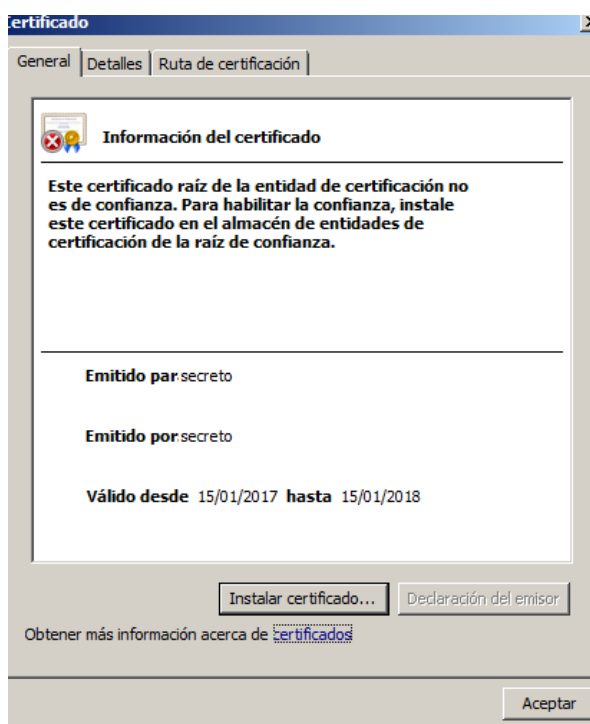 Certificado
General Detalles Ruta de certificación
Información del certificado
Este certificado raíz de la entidad de certificación no
es de confianza. Para habilitar la confianza, instale
este certificado en el almacén de entidades de
certificación de la raíz de confianza.
Emitido par secreto
Emitido por: secreto
Válido desde 15/01/2017 hasta 15/01/2018
Instalar certificado... Declaración del emisor
Obtener más información acerca de certificados
Aceptar